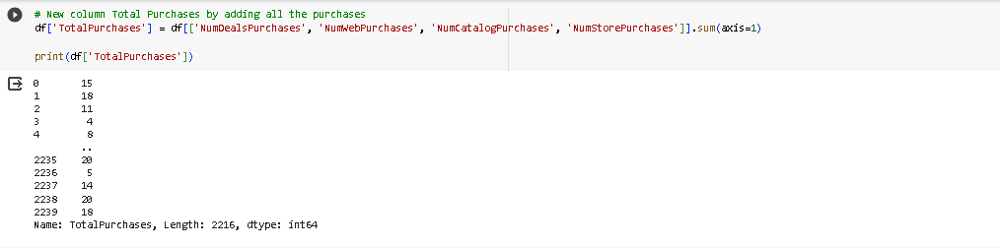 # New column Total Purchases by adding all the purchases
df['TotalPurchases'] = df[['NumDealsPurchases', 'NumWebPurchases', 'NumCatalogPurchases', 'NumStorePurchases']].sum(axis=1)
print(df['TotalPurchases'])
0 15
1 18
2 11
3 4
4 8
..
2235 20
2236 5
2237 14
2238 20
2239 18
Name: TotalPurchases, Length: 2216, dtype: int64